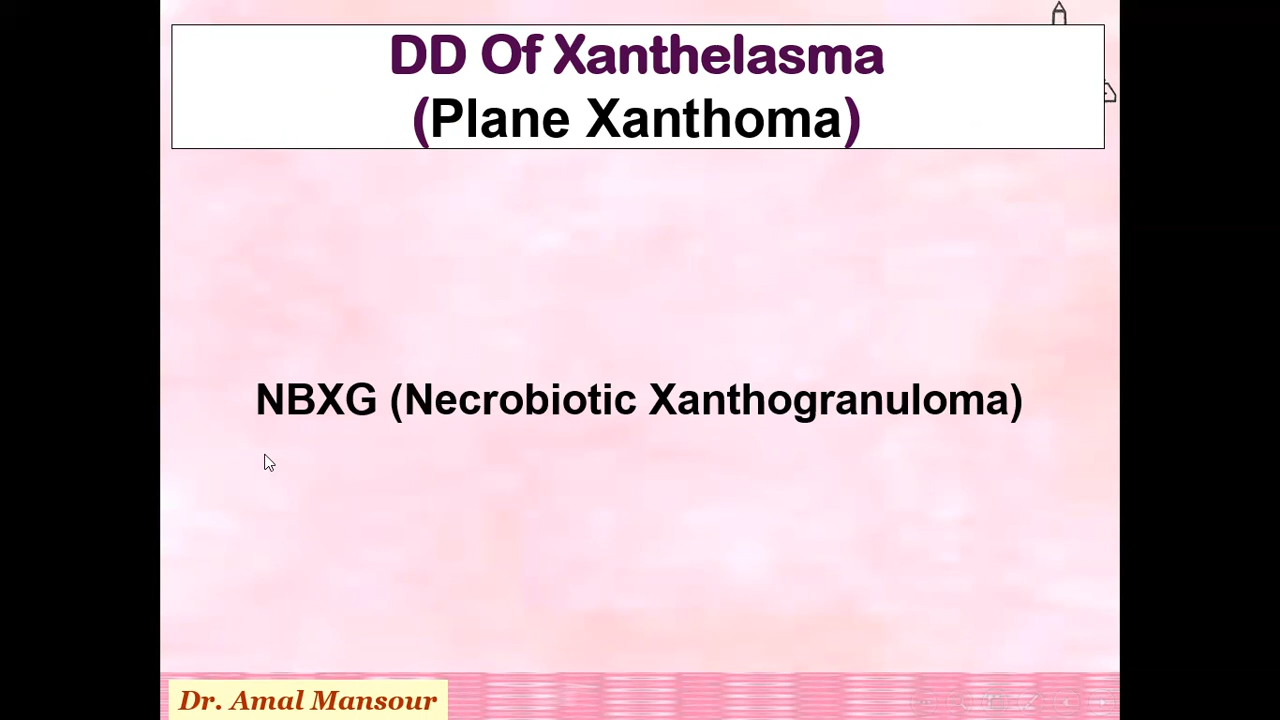 DD Of Xanthelasma
(Plane Xanthoma)
NBXG (Necrobiotic Xanthogranuloma)
Dr. Amal Mansour